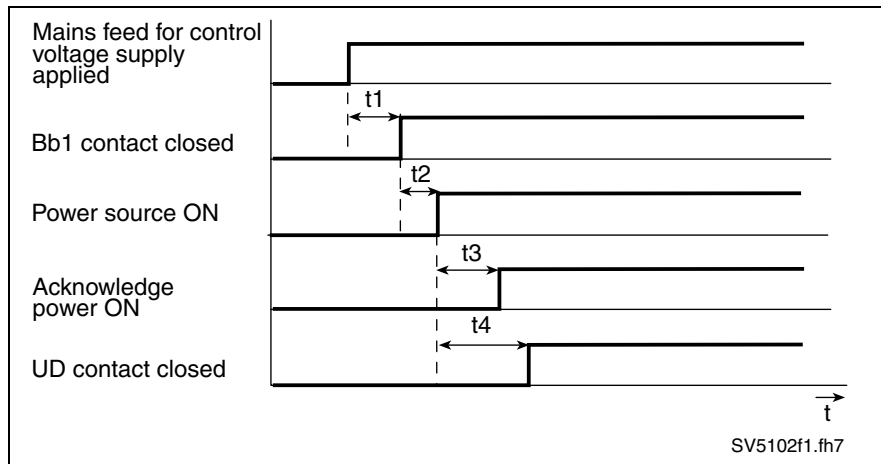 Mains feed for control
voltage supply
applied
t1
Bb1 contact closed
t2
Power source ON
t3
Acknowledge
power ON
t4
UD contact closed
t
SV5102f1.fh7